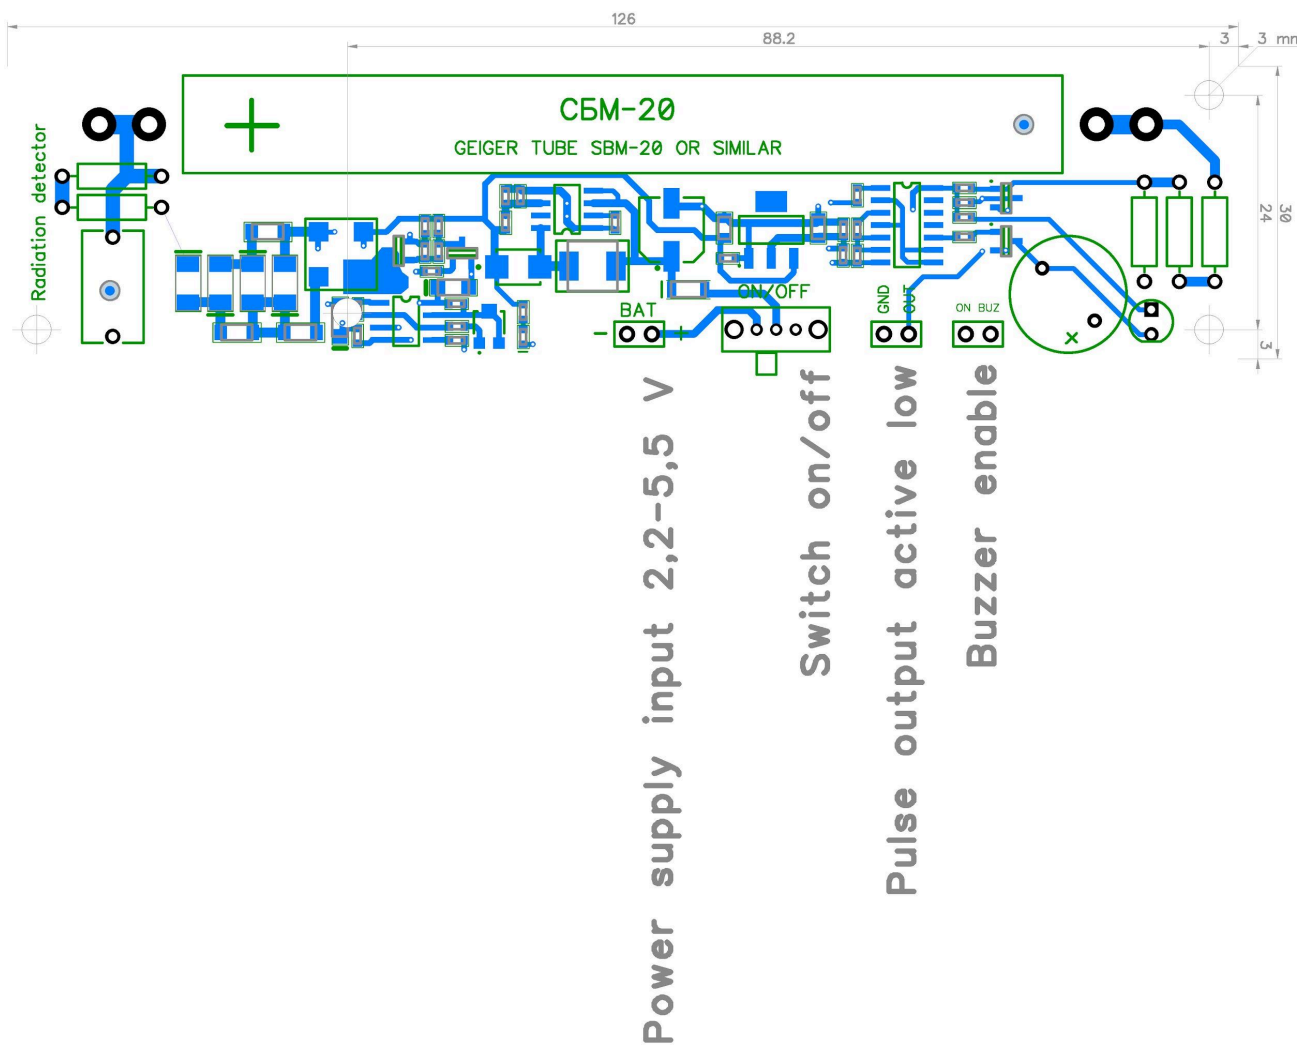 126
88.2
3
3 mm
СБМ-20
GEIGER TUBE SBM-20 OR SIMILAR
Radiation detector
30
24
3
BAT
- +
ON/OFF
GND
OUT
ON BUZ
Power supply input 2,2-5,5 V
Switch on/off
Pulse output active low
Buzzer enable